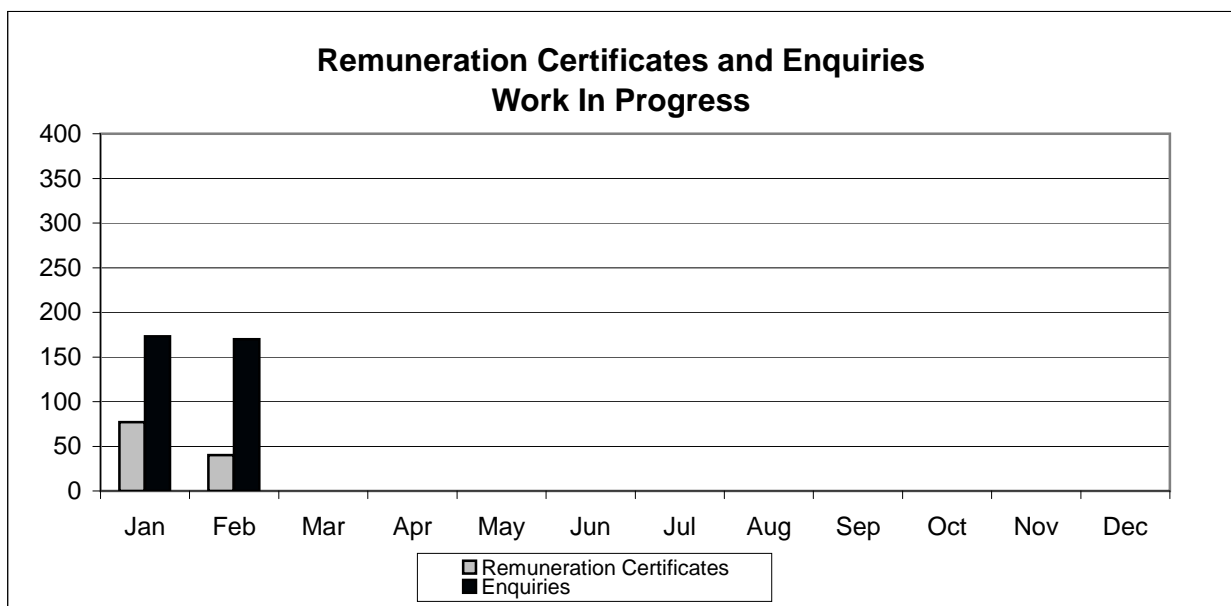 Remuneration Certificates and Enquiries
Work In Progress
400
350
300
250
200
150
100
50
0
Jan Feb Mar Apr May Jun Jul Aug Sep Oct Nov Dec
Remuneration Certificates
Enquiries